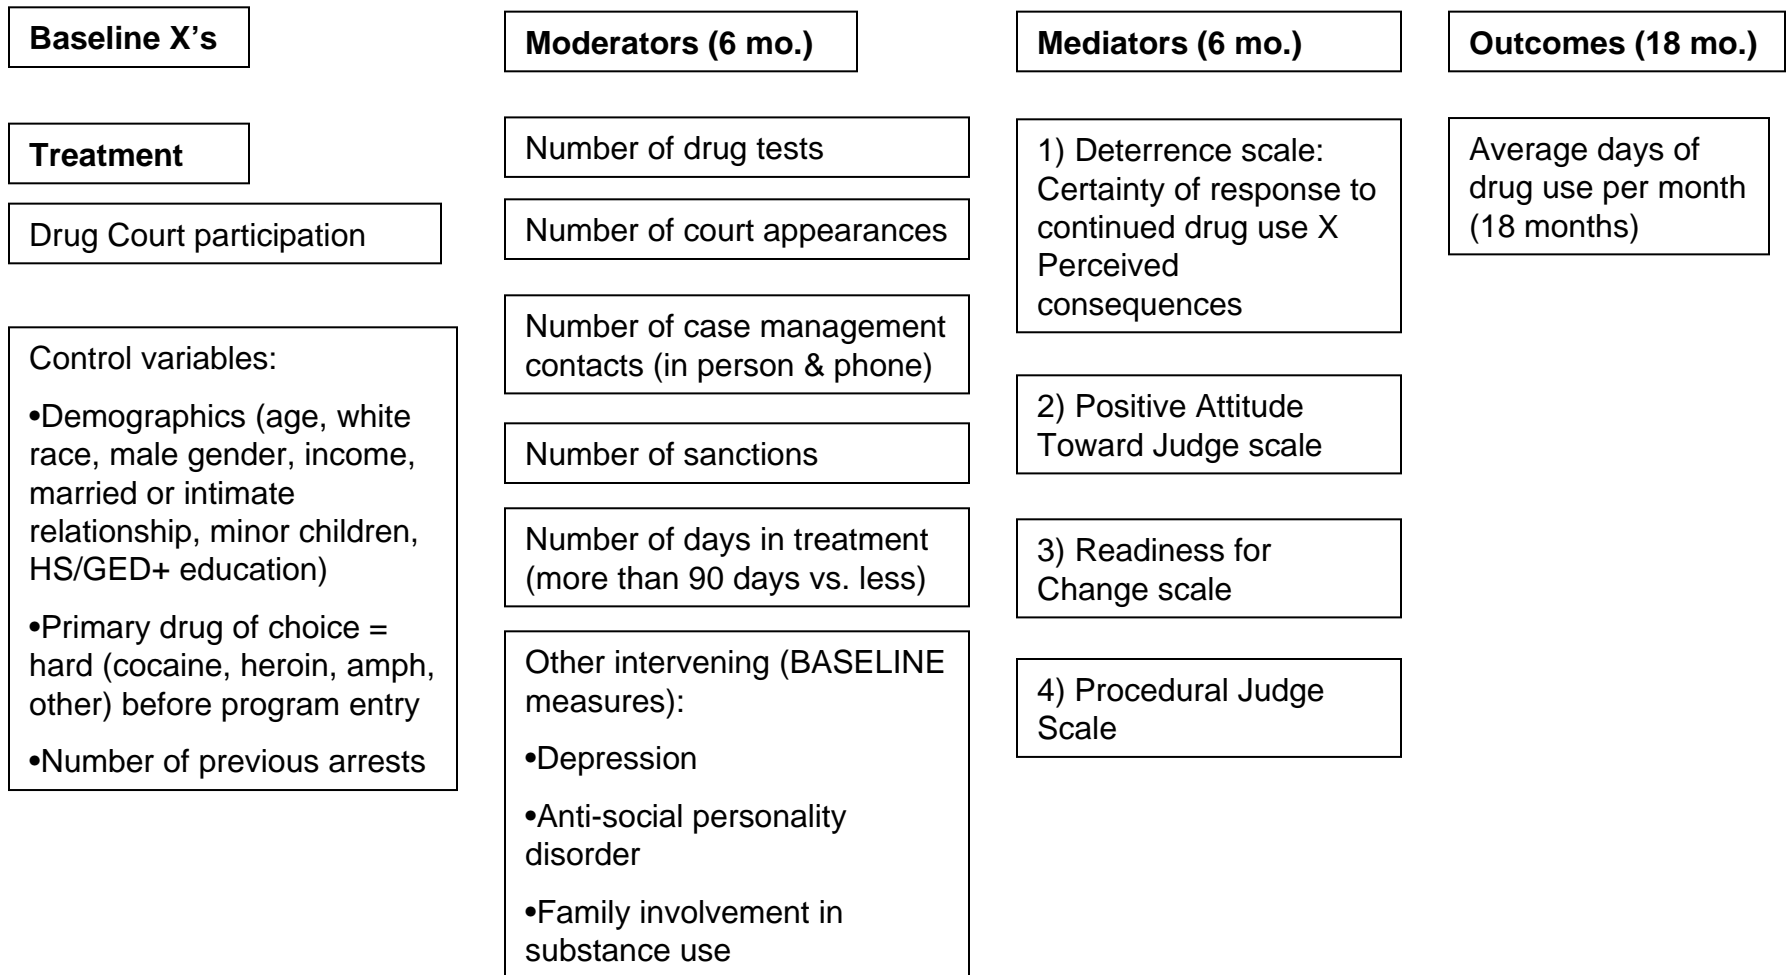 Baseline X’s
Treatment
Drug Court participation
Control variables:
•Demographics (age, white
race, male gender, income,
married or intimate
relationship, minor children,
HS/GED+ education)
•Primary drug of choice =
hard (cocaine, heroin, amph,
other) before program entry
•Number of previous arrests
Moderators (6 mo.)
Number of drug tests
Number of court appearances
Number of case management
contacts (in person & phone)
Number of sanctions
Number of days in treatment
(more than 90 days vs. less)
Other intervening (BASELINE
measures):
•Depression
•Anti-social personality
disorder
•Family involvement in
substance use
Mediators (6 mo.)
1) Deterrence scale:
Certainty of response to
continued drug use X
Perceived
consequences
2) Positive Attitude
Toward Judge scale
3) Readiness for
Change scale
4) Procedural Judge
Scale
Outcomes (18 mo.)
Average days of
drug use per month
(18 months)